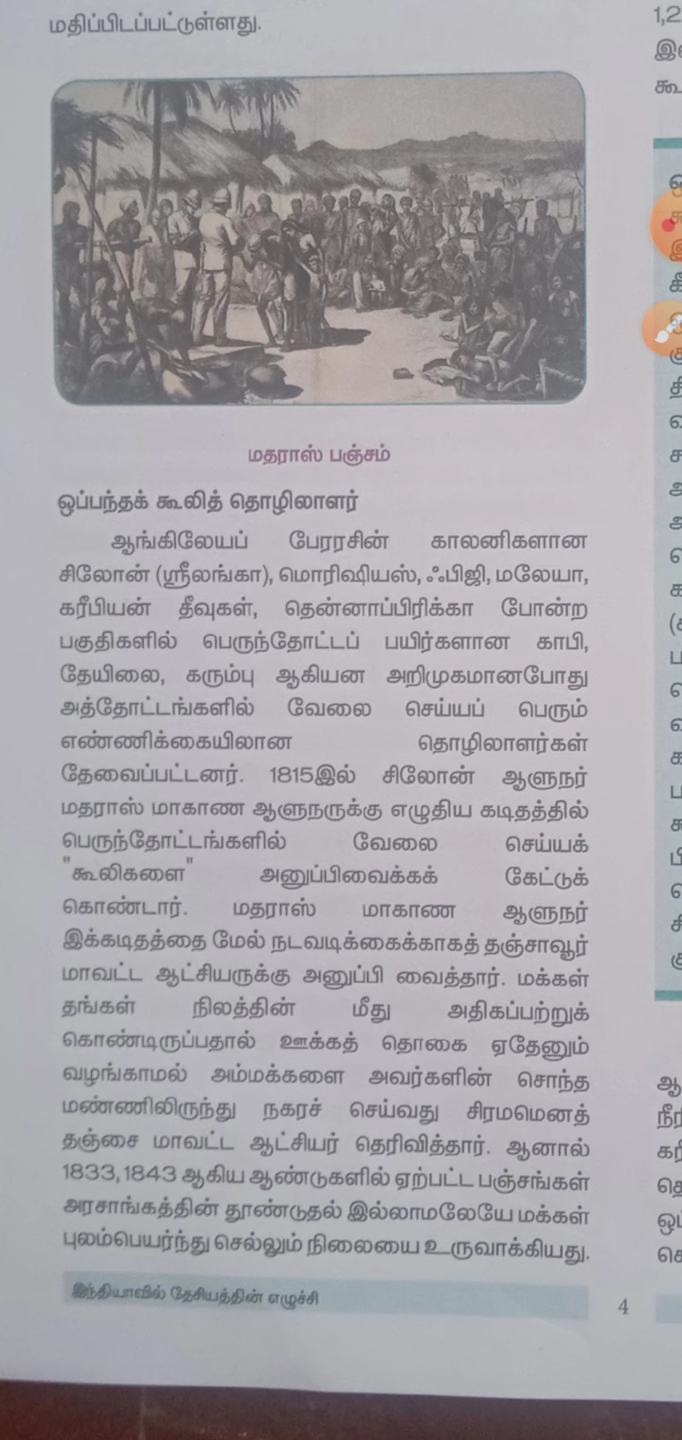 மதிப்பிடப்பட்டுள்ளது.
மதராஸ் பஞ்சம்
ஒப்பந்தக் கூலித் தொழிலாளர்
ஆங்கிலேயப் பேரரசின் காலனிகளான
சிலோன் (ஸ்ரீலங்கா), மொரிஷியஸ், ஃபிஜி, மலேயா,
கரீபியன் தீவுகள், தென்னாப்பிரிக்கா போன்ற
பகுதிகளில் பெருந்தோட்டப் பயிர்களான காபி,
தேயிலை, கரும்பு ஆகியன அறிமுகமானபோது
அத்தோட்டங்களில் வேலை செய்யப் பெரும்
எண்ணிக்கையிலான தொழிலாளர்கள்
தேவைப்பட்டனர். 1815இல் சிலோன் ஆளுநர்
மதராஸ் மாகாண ஆளுநருக்கு எழுதிய கடிதத்தில்
பெருந்தோட்டங்களில் வேலை செய்யக்
"கூலிகளை" அனுப்பிவைக்கக் கேட்டுக்
கொண்டார். மதராஸ் மாகாண ஆளுநர்
இக்கடிதத்தை மேல் நடவடிக்கைக்காகத் தஞ்சாவூர்
மாவட்ட ஆட்சியருக்கு அனுப்பி வைத்தார். மக்கள்
தங்கள் நிலத்தின் மீது அதிகப்பற்றுக்
கொண்டிருப்பதால் ஊக்கத் தொகை ஏதேனும்
வழங்காமல் அம்மக்களை அவர்களின் சொந்த
மண்ணிலிருந்து நகரச் செய்வது சிரமமெனத்
தஞ்சை மாவட்ட ஆட்சியர் தெரிவித்தார். ஆனால்
1833, 1843 ஆகிய ஆண்டுகளில் ஏற்பட்ட பஞ்சங்கள்
அரசாங்கத்தின் தூண்டுதல் இல்லாமலேயே மக்கள்
புலம்பெயர்ந்து செல்லும் நிலையை உருவாக்கியது.
இந்தியாவில் தேசியத்தின் எழுச்சி
4